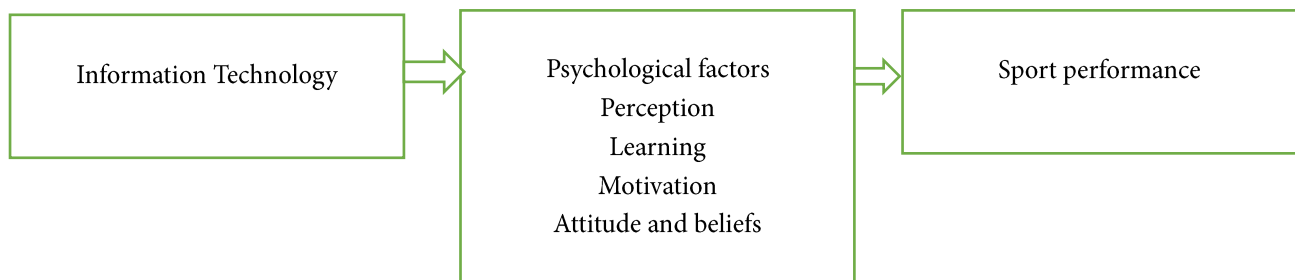 Information Technology
Psychological factors
Perception
Learning
Motivation
Attitude and beliefs
Sport performance